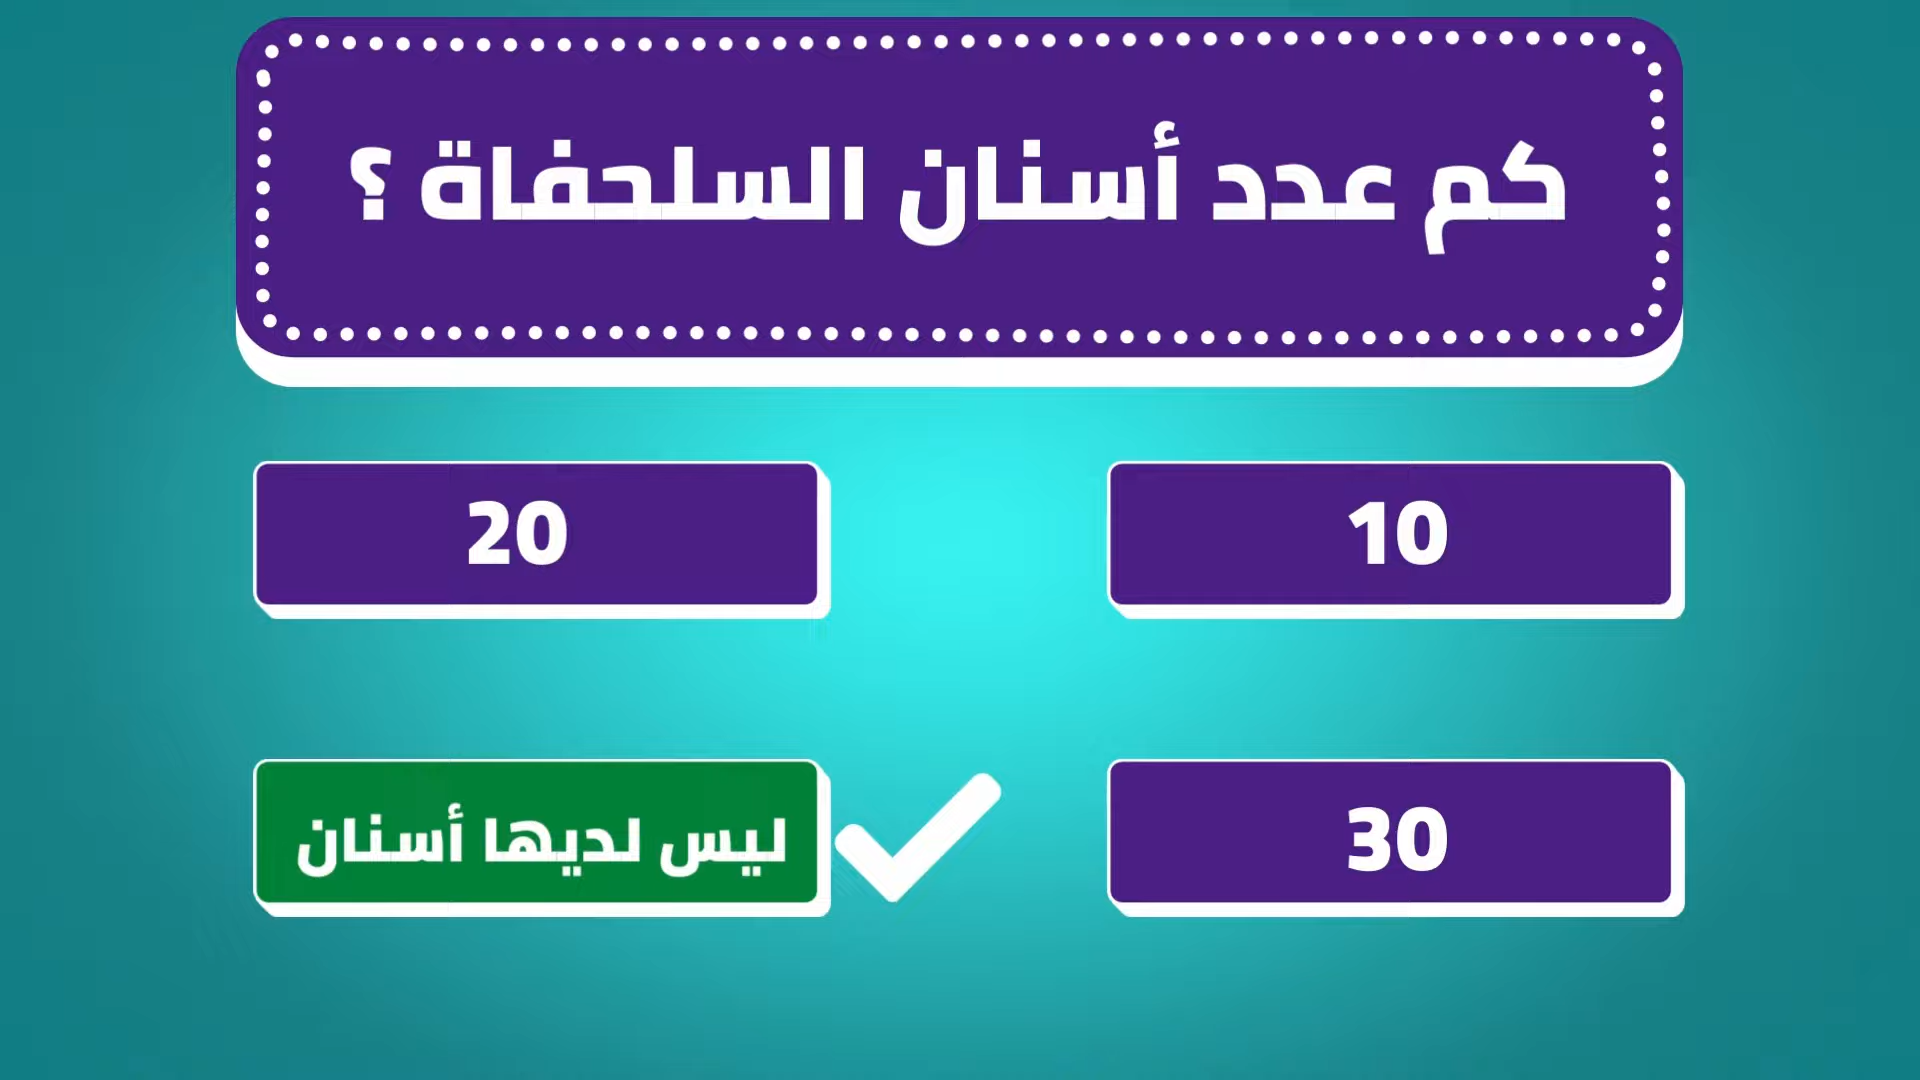 كم عدد أسنان السلحفاة ؟
10
20
30
ليس لديها أسنان